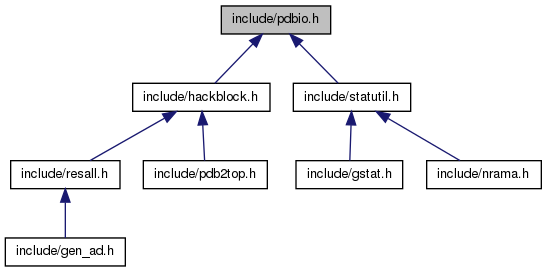 include/pdbio.h
include/hackblock.h
include/statutil.h
include/resall.h
include/pdb2top.h
include/gstat.h
include/nrama.h
include/gen_ad.h